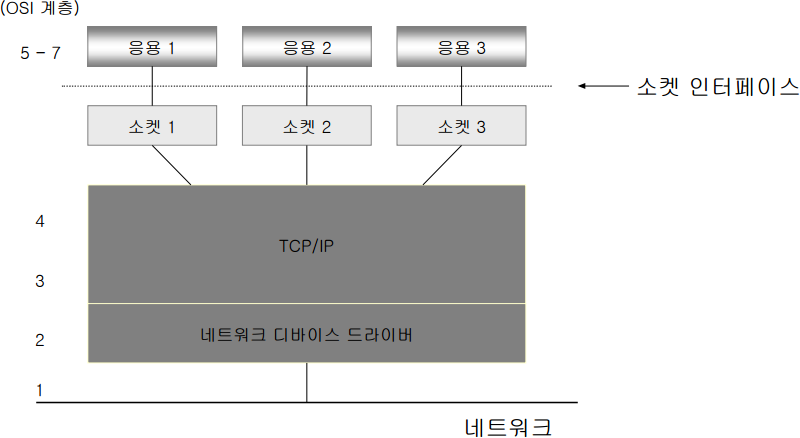 (OSI 계층)
5 – 7
응용 1
응용 2
응용 3
소켓 인터페이스
소켓 1
소켓 2
소켓 3
4
TCP/IP
3
2
네트워크 디바이스 드라이버
1
네트워크